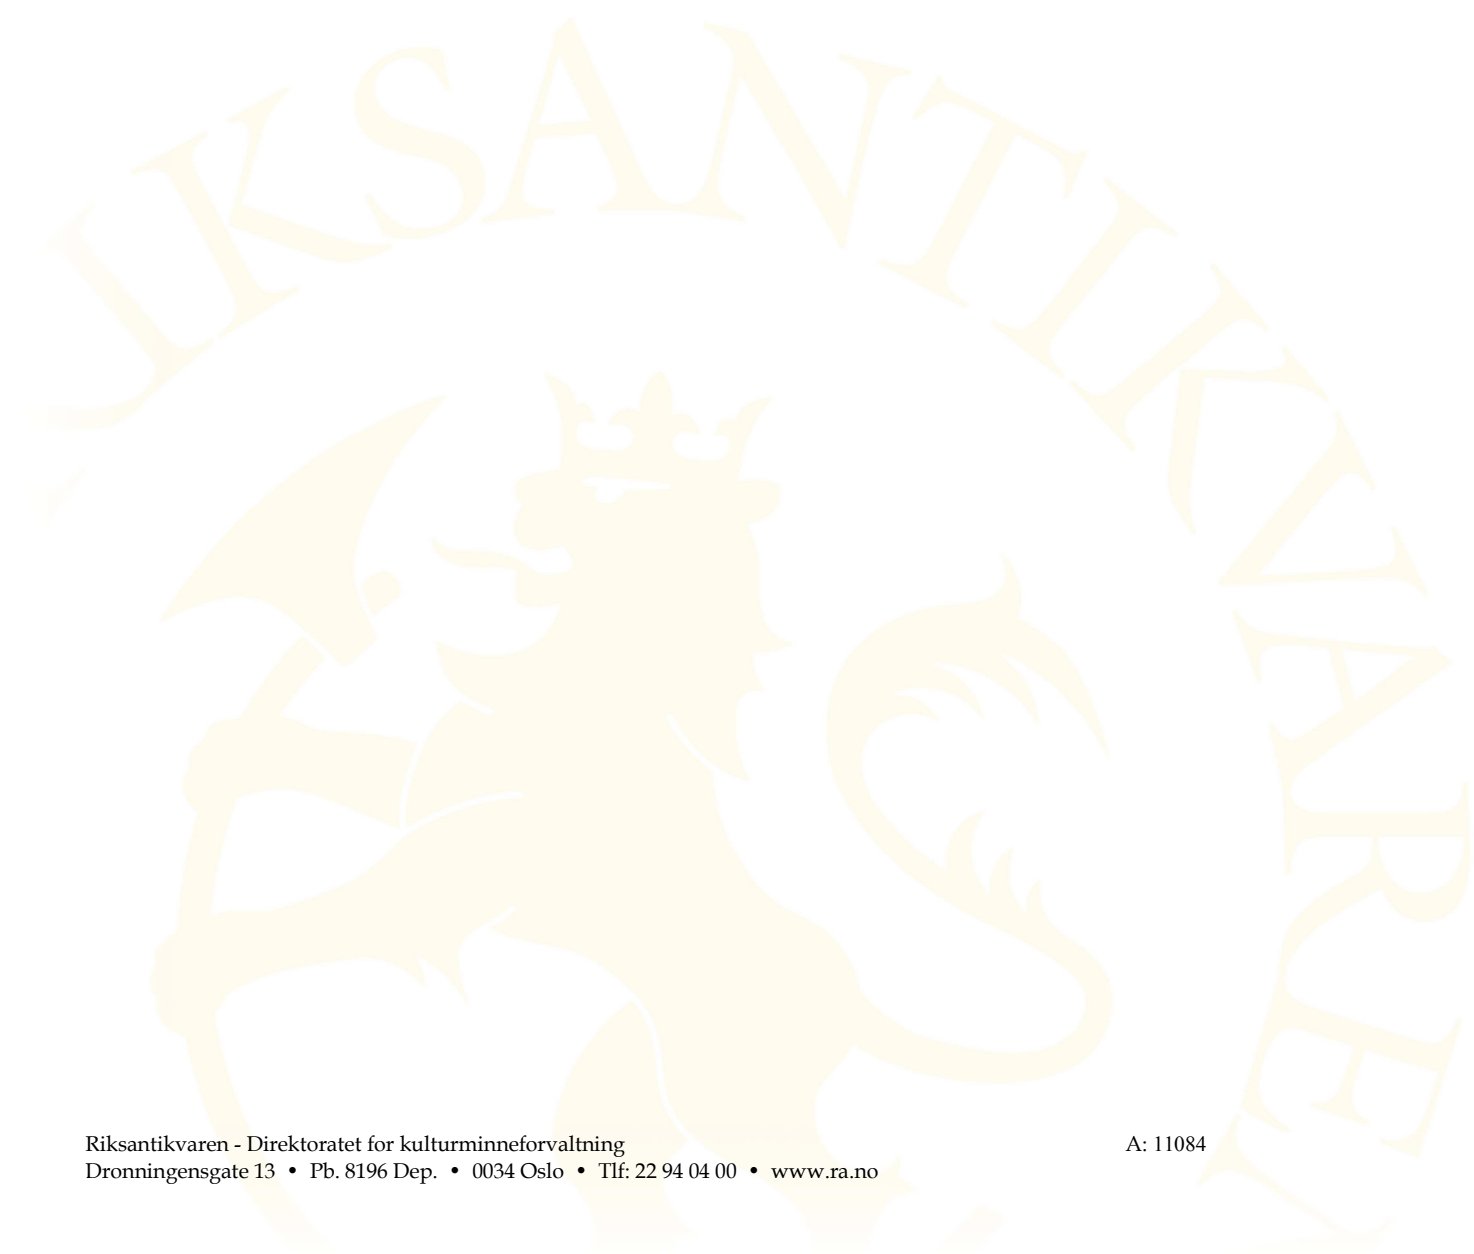 RIKSANTIKVAREN
Riksantikvaren - Direktoratet for kulturminneforvaltning A: 11084
Dronningensgate 13 • Pb. 8196 Dep. • 0034 Oslo • Tlf: 22 94 04 00 • www.ra.no